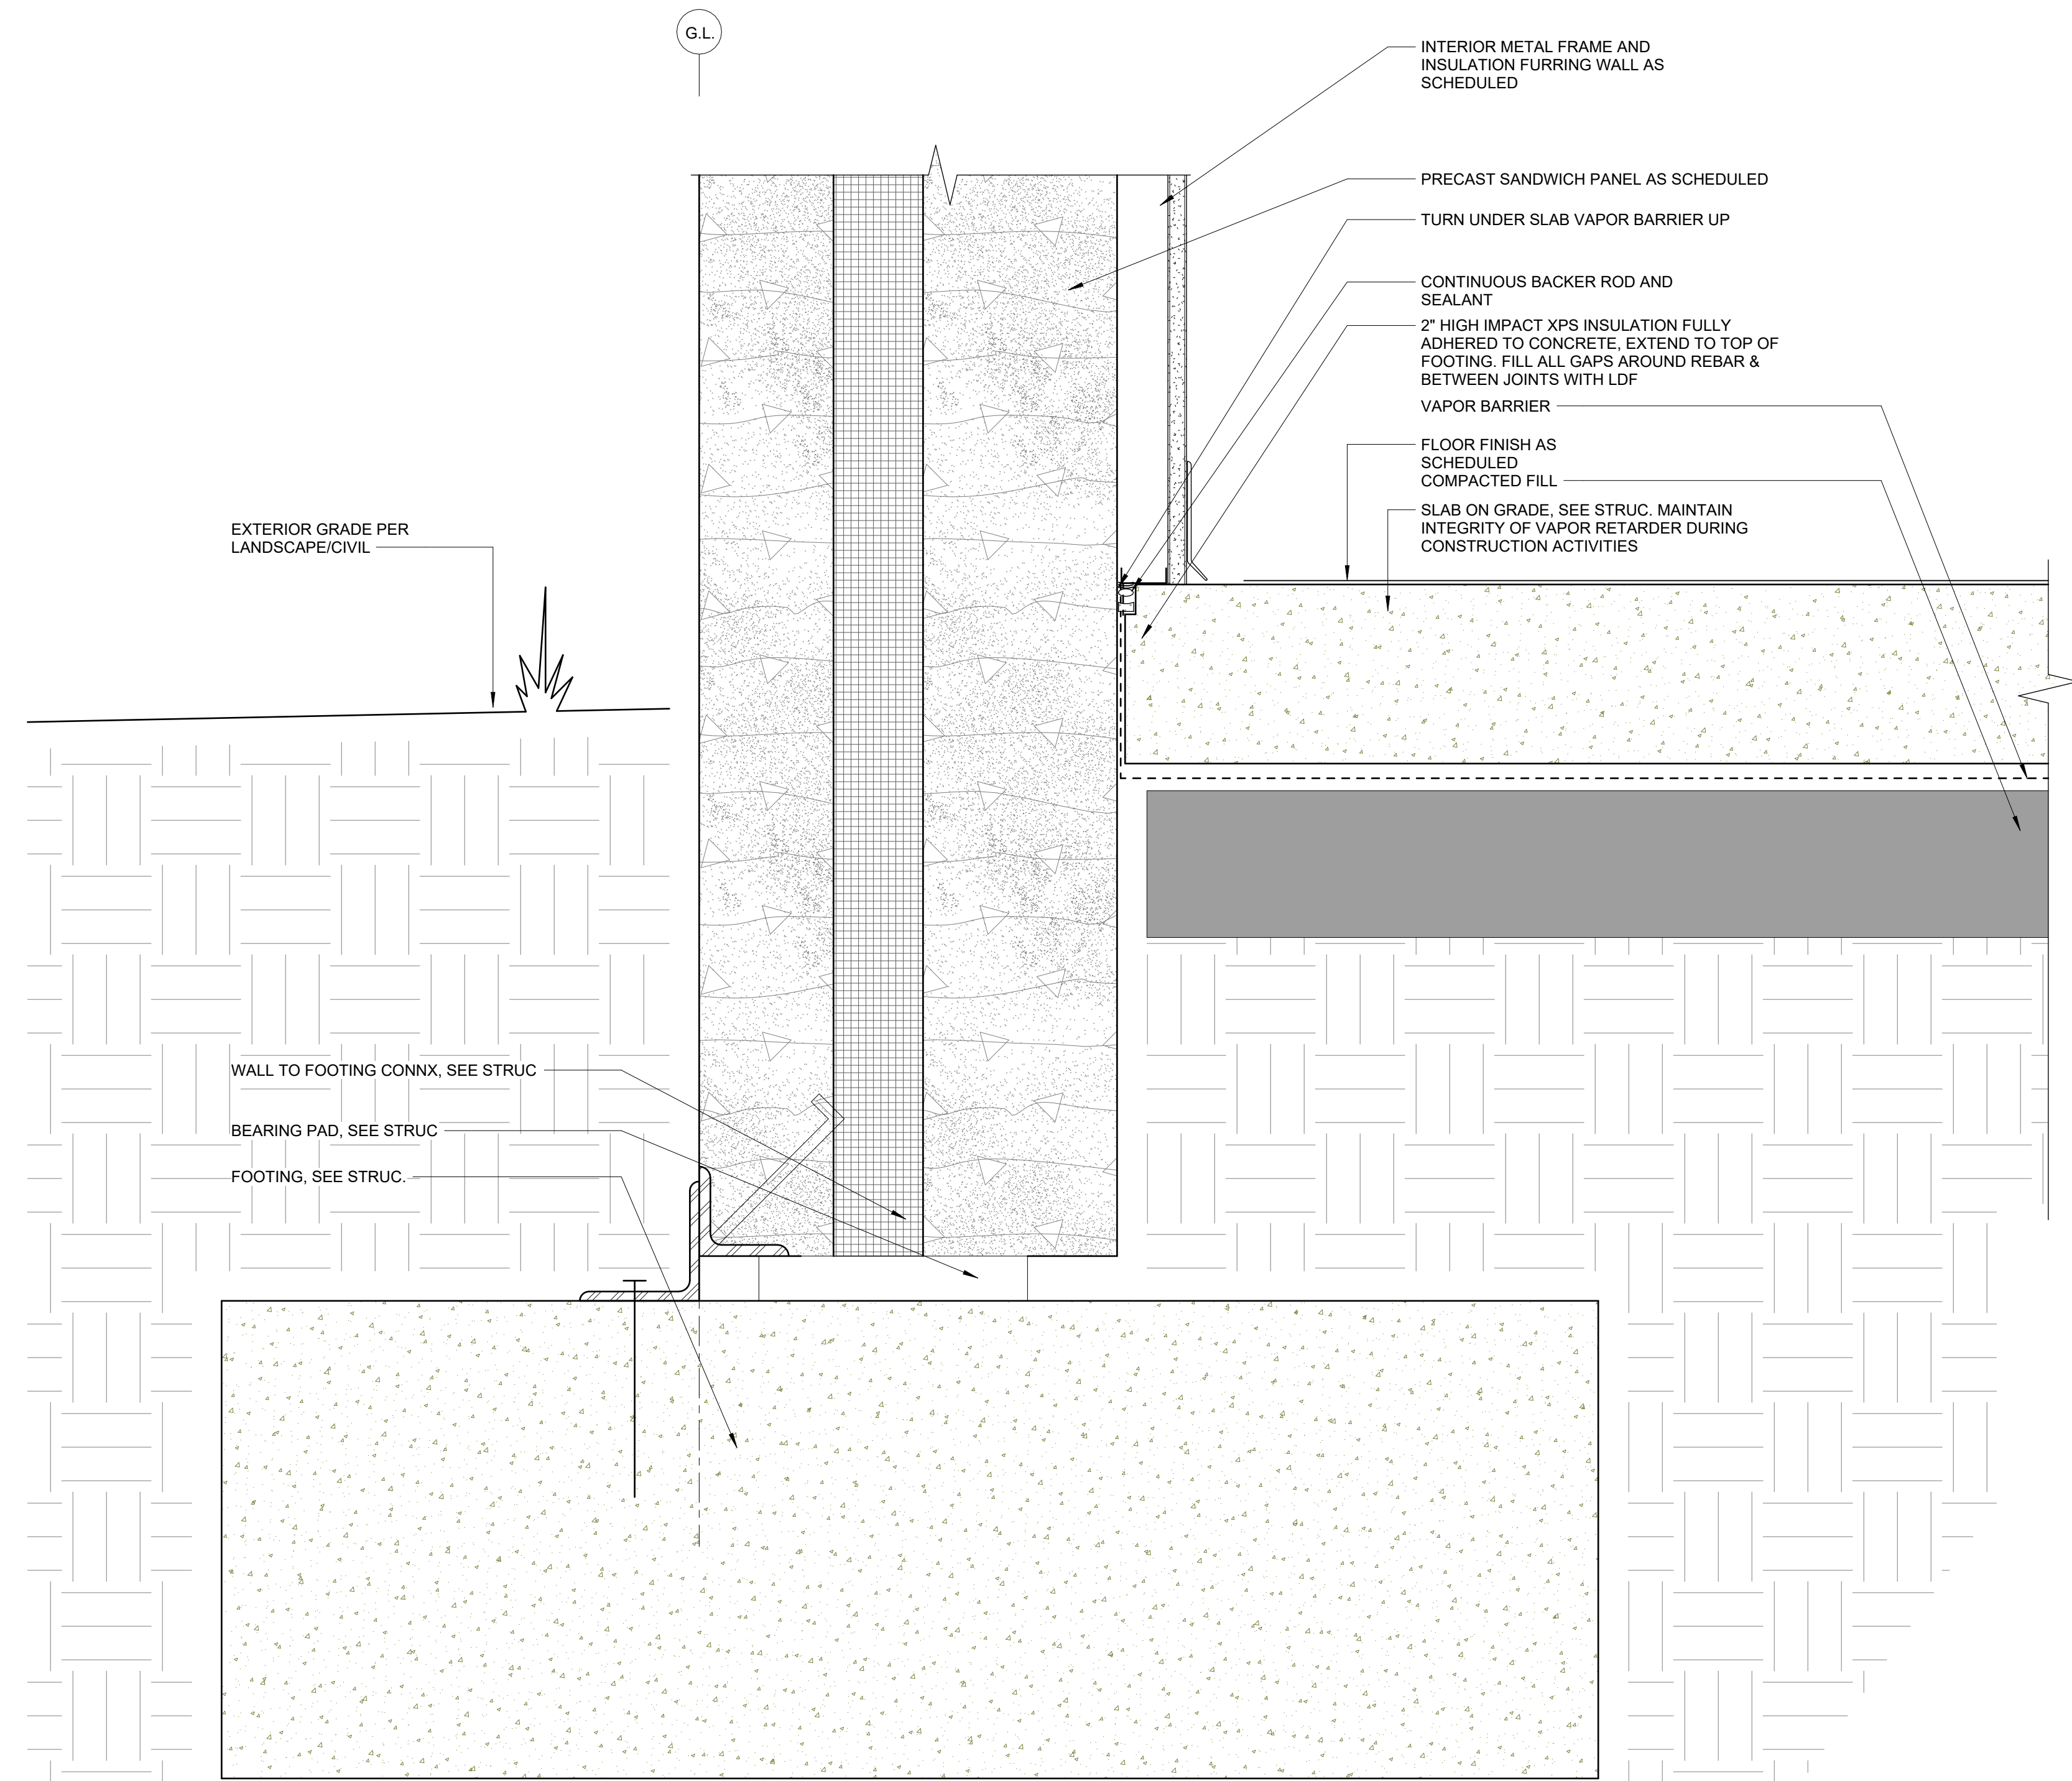 G.L.
INTERIOR METAL FRAME AND
INSULATION FURRING WALL AS
SCHEDULED
PRECAST SANDWICH PANEL AS SCHEDULED
TURN UNDER SLAB VAPOR BARRIER UP
CONTINUOUS BACKER ROD AND
SEALANT
2" HIGH IMPACT XPS INSULATION FULLY
ADHERED TO CONCRETE, EXTEND TO TOP OF
FOOTING. FILL ALL GAPS AROUND REBAR &
BETWEEN JOINTS WITH LDF
VAPOR BARRIER
FLOOR FINISH AS
SCHEDULED
COMPACTED FILL
SLAB ON GRADE, SEE STRUC. MAINTAIN
INTEGRITY OF VAPOR RETARDER DURING
CONSTRUCTION ACTIVITIES
EXTERIOR GRADE PER
LANDSCAPE/CIVIL
WALL TO FOOTING CONNX, SEE STRUC
BEARING PAD, SEE STRUC
FOOTING, SEE STRUC.